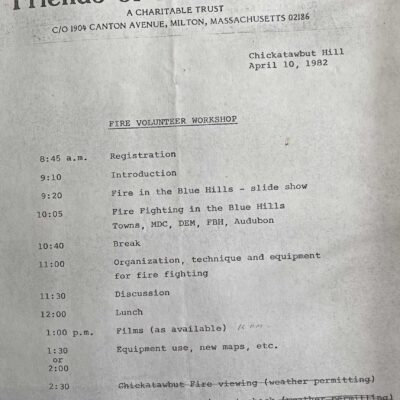 Friends of
A CHARITABLE TRUST
C/O 1904 CANTON AVENUE, MILTON, MASSACHUSETTS 02186
Chickatawbut Hill
April 10, 1982
FIRE VOLUNTEER WORKSHOP
8:45 a.m. Registration
9:10 Introduction
9:20 Fire in the Blue Hills - slide show
10:05 Fire Fighting in the Blue Hills
Towns, MDC, DEM, FBH, Audubon
10:40 Break
11:00 Organization, technique and equipment
for fire fighting
11:30 Discussion
12:00 Lunch
1:00 p.m. Films (as available)
1:30 Equipment use, new maps, etc.
or
2:00
2:30 Chickatawbut Fire viewing (weather permitting)
(weather permitting)